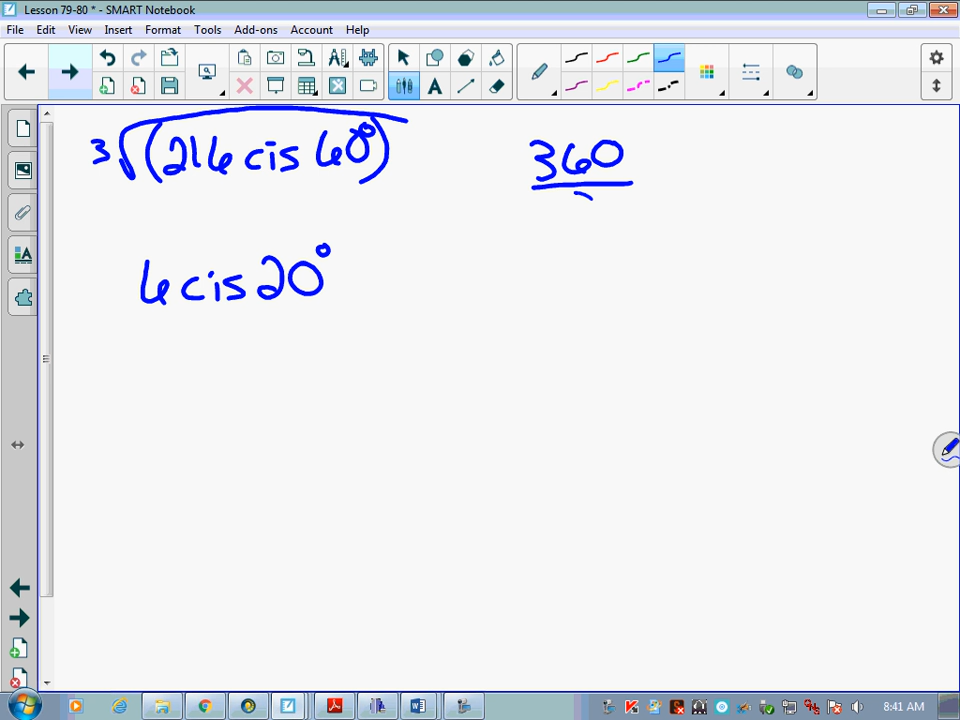 Lesson 79-80 * - SMART Notebook
File Edit View Insert Format Tools Add-ons Account Help
3√(216 cis 60°)
360
6 cis 20°
8:41 AM